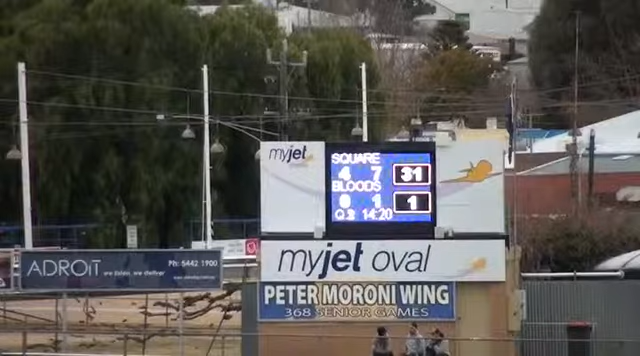 myjet
SQUARE
4 7 31
BLOODS
0 1 1
Q.2 14:20
ADROIT Ph: 5442 1900
myjet oval
PETER MORONI WING
368 SENIOR GAMES